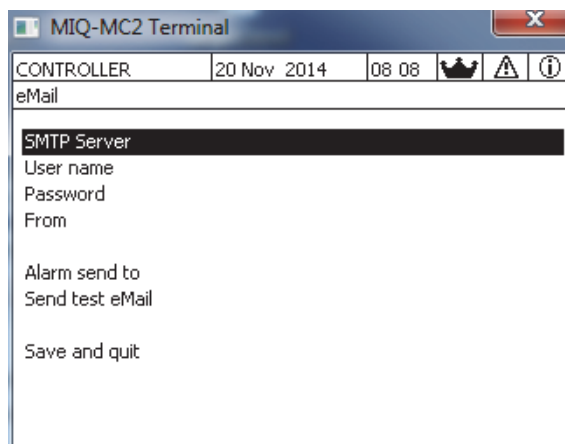 MIQ-MC2 Terminal
CONTROLLER 20 Nov 2014 08 08
eMail
SMTP Server
User name
Password
From
Alarm send to
Send test eMail
Save and quit